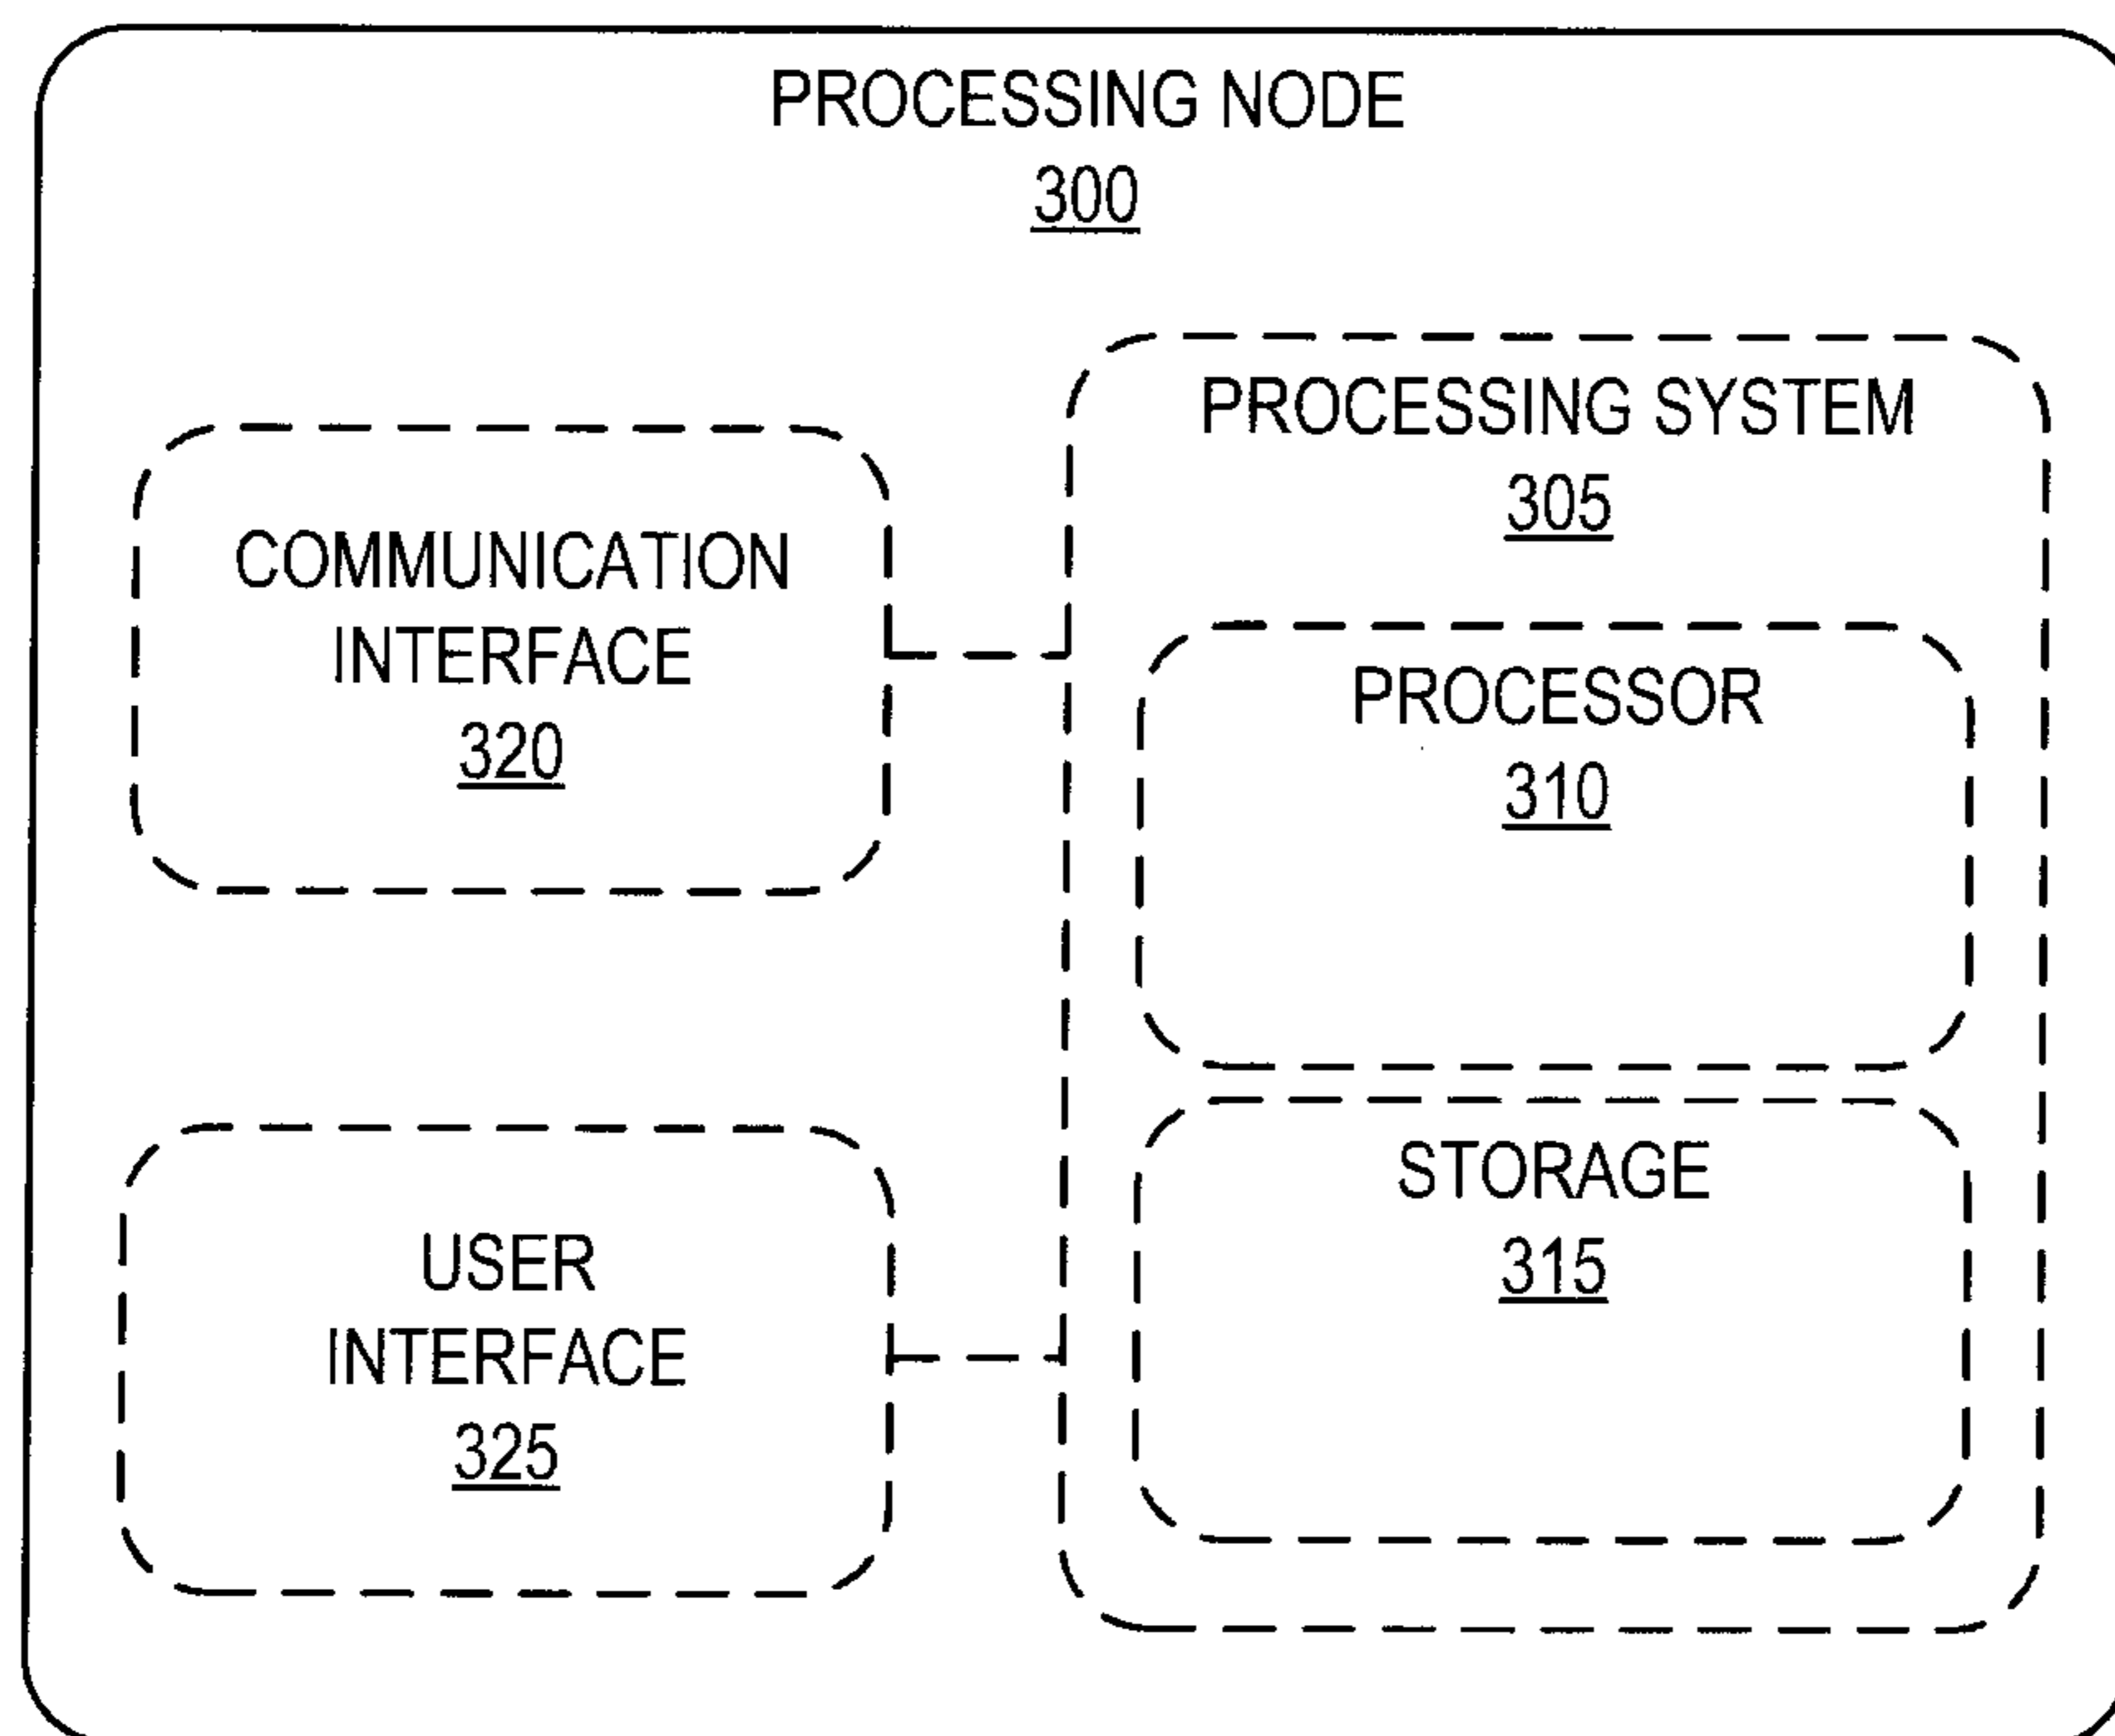 PROCESSING NODE
300
PROCESSING SYSTEM
305
COMMUNICATION
INTERFACE
320
PROCESSOR
310
STORAGE
315
USER
INTERFACE
325